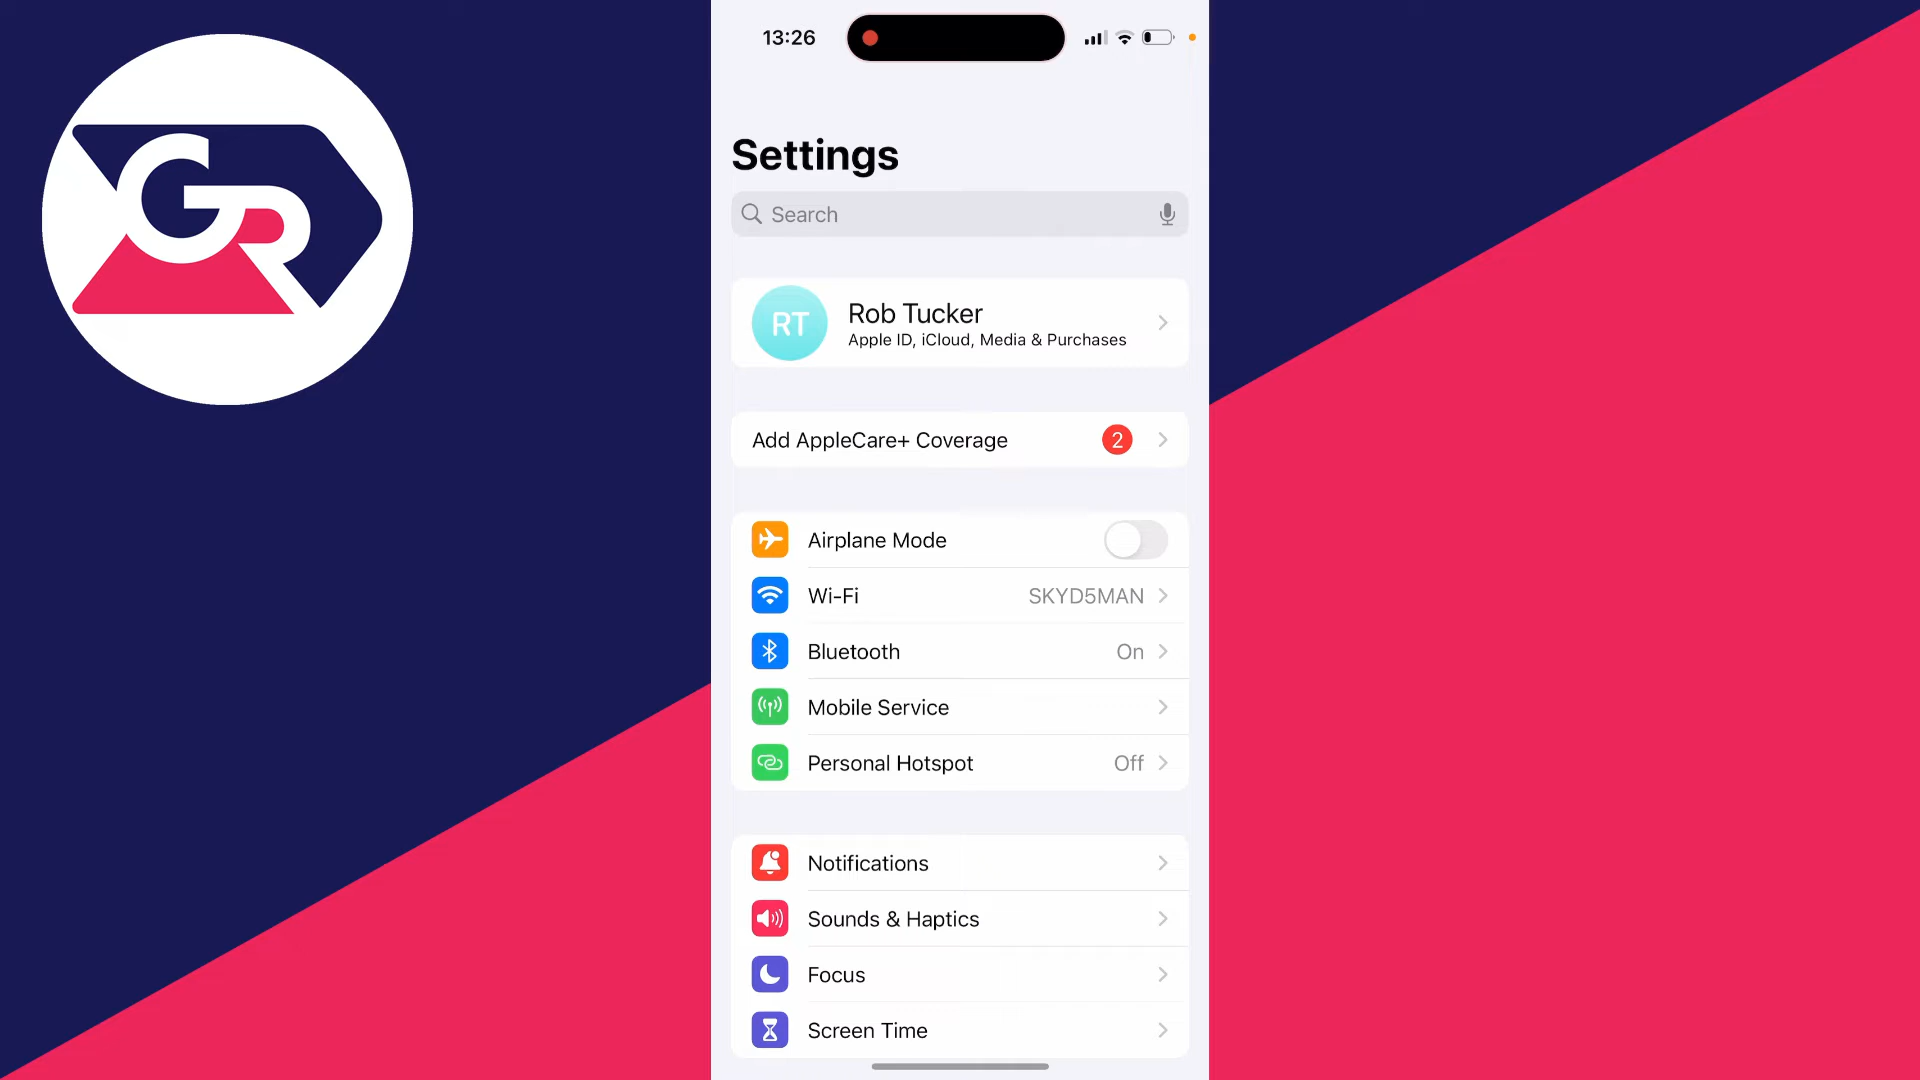 GR
13:26
Settings
Search
RT
Rob Tucker
Apple ID, iCloud, Media & Purchases
Add AppleCare+ Coverage 2
Airplane Mode
Wi-Fi SKYD5MAN
Bluetooth On
Mobile Service
Personal Hotspot Off
Notifications
Sounds & Haptics
Focus
Screen Time